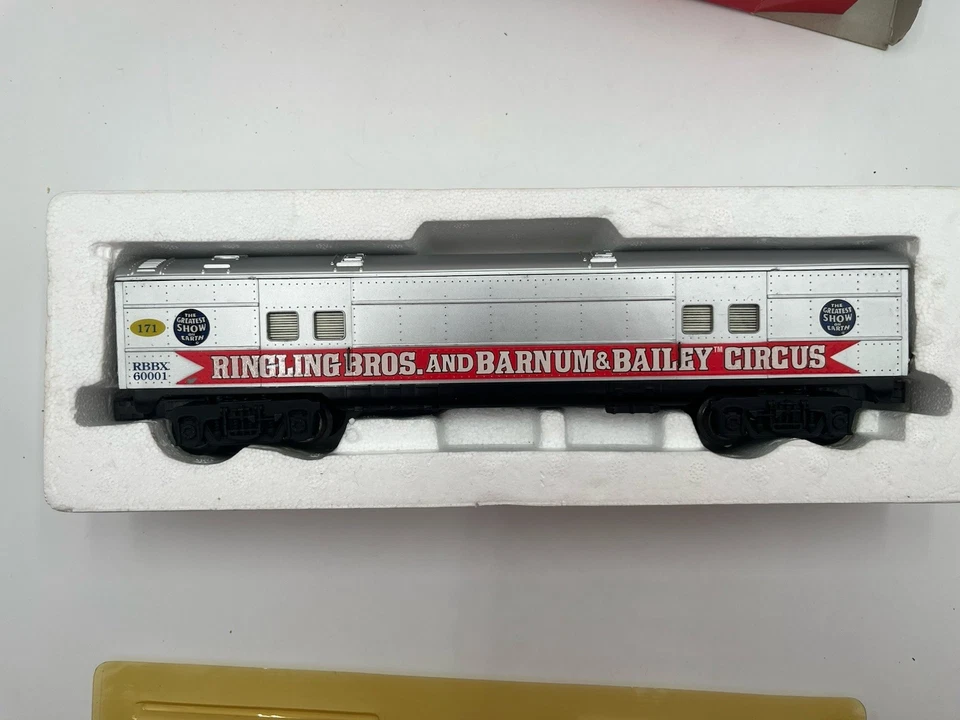 171
THE
GREATEST
SHOW
ON
EARTH
THE
GREATEST
SHOW
ON
EARTH
RBBX
60001
RINGLING BROS. AND BARNUM & BAILEY™ CIRCUS